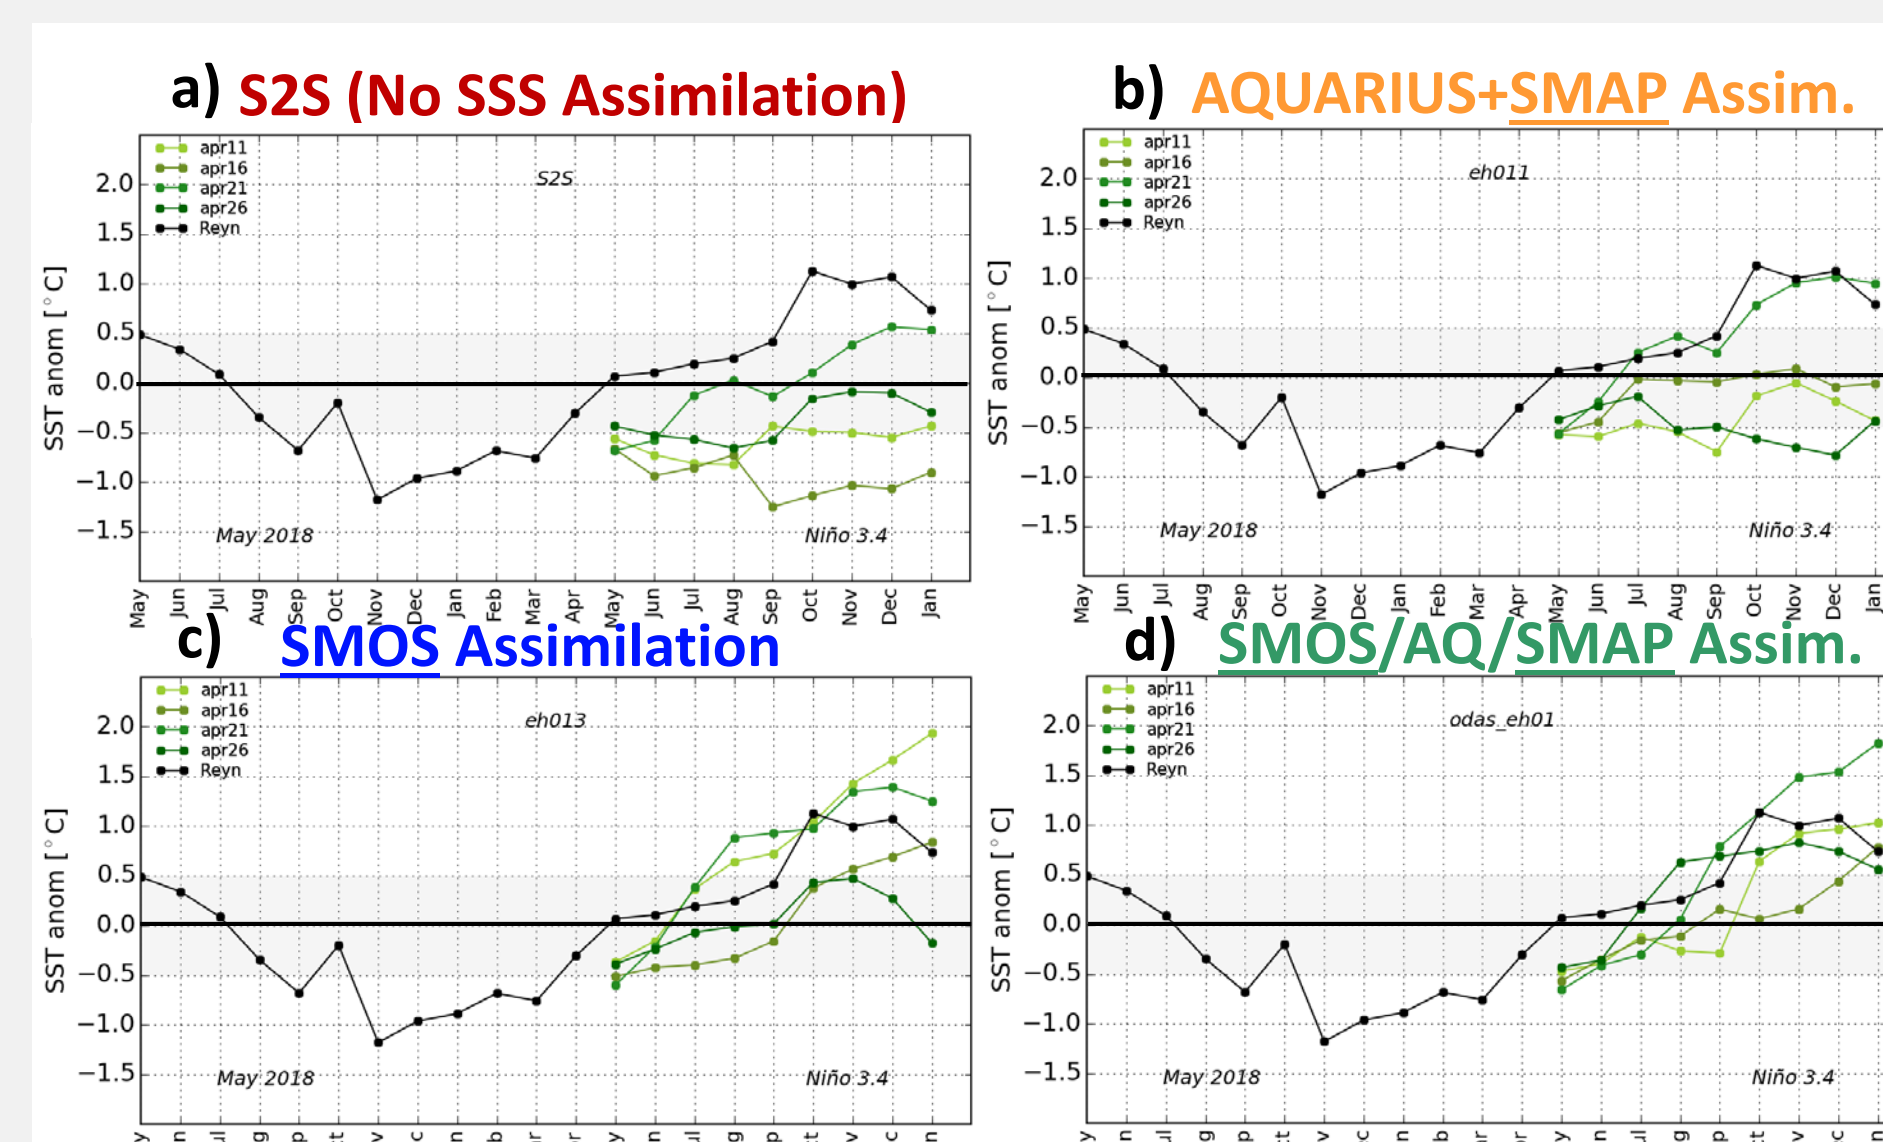 a) S2S (No SSS Assimilation)
apr11
apr16
apr21
apr26
Reyn
S2S
2.0
1.5
1.0
0.5
0.0
−0.5
−1.0
−1.5
SST anom [°C]
May 2018
Niño 3.4
May Jun Jul Aug Sep Oct Nov Dec Jan Feb Mar Apr May Jun Jul Aug Sep Oct Nov Dec Jan
b) AQUARIUS+SMAP Assim.
apr11
apr16
apr21
apr26
Reyn
eh011
2.0
1.5
1.0
0.5
0.0
−0.5
−1.0
−1.5
SST anom [°C]
May 2018
Niño 3.4
May Jun Jul Aug Sep Oct Nov Dec Jan Feb Mar Apr May Jun Jul Aug Sep Oct Nov Dec Jan
c) SMOS Assimilation
apr11
apr16
apr21
apr26
Reyn
eh013
2.0
1.5
1.0
0.5
0.0
−0.5
−1.0
−1.5
SST anom [°C]
May 2018
Niño 3.4
d) SMOS/AQ/SMAP Assim.
apr11
apr16
apr21
apr26
Reyn
odas_eh01
2.0
1.5
1.0
0.5
0.0
−0.5
−1.0
−1.5
SST anom [°C]
May 2018
Niño 3.4